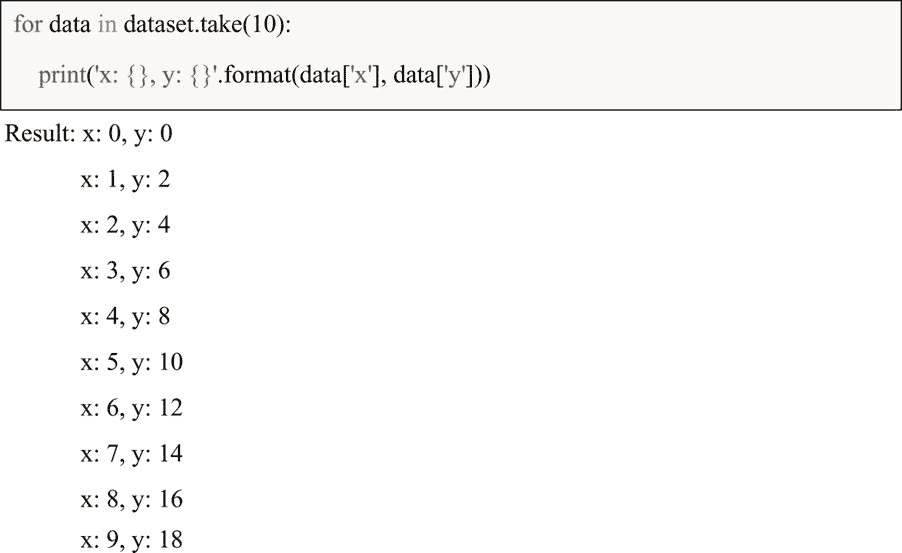 for data in dataset.take(10):
print('x: {}, y: {}'.format(data['x'], data['y']))
Result: x: 0, y: 0
x: 1, y: 2
x: 2, y: 4
x: 3, y: 6
x: 4, y: 8
x: 5, y: 10
x: 6, y: 12
x: 7, y: 14
x: 8, y: 16
x: 9, y: 18